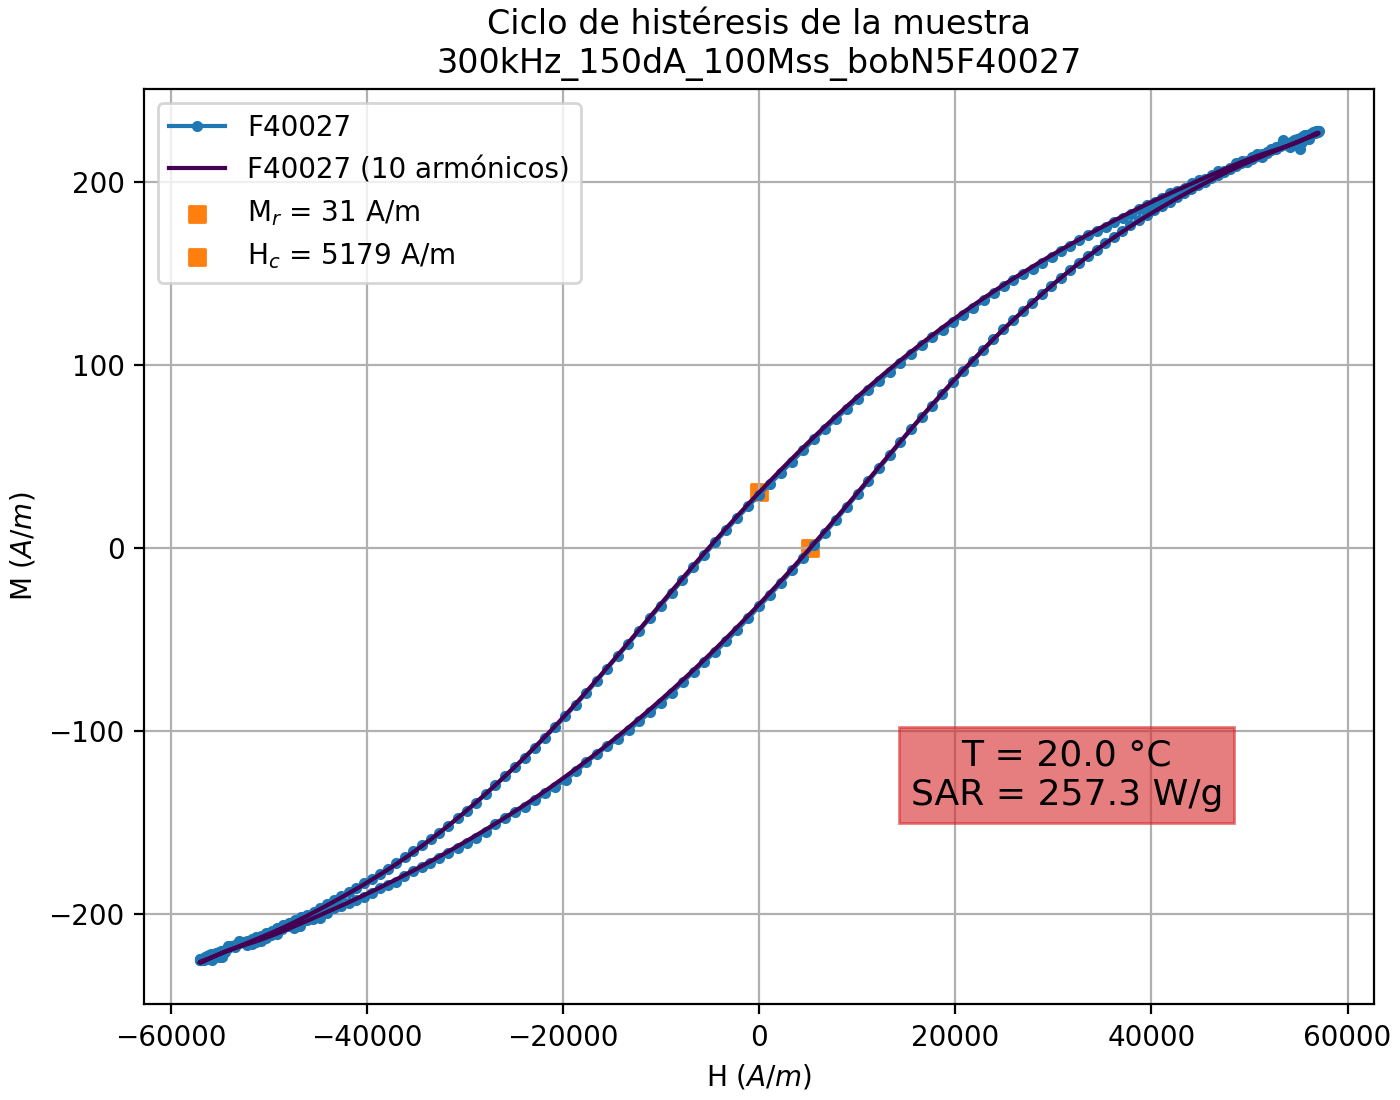 Ciclo de histéresis de la muestra
300kHz_150dA_100Mss_bobN5F40027
F40027
F40027 (10 armónicos)
Mᵣ = 31 A/m
H꜀ = 5179 A/m
200
100
0
−100
−200
M (A/m)
T = 20.0 °C
SAR = 257.3 W/g
−60000 −40000 −20000 0 20000 40000 60000
H (A/m)